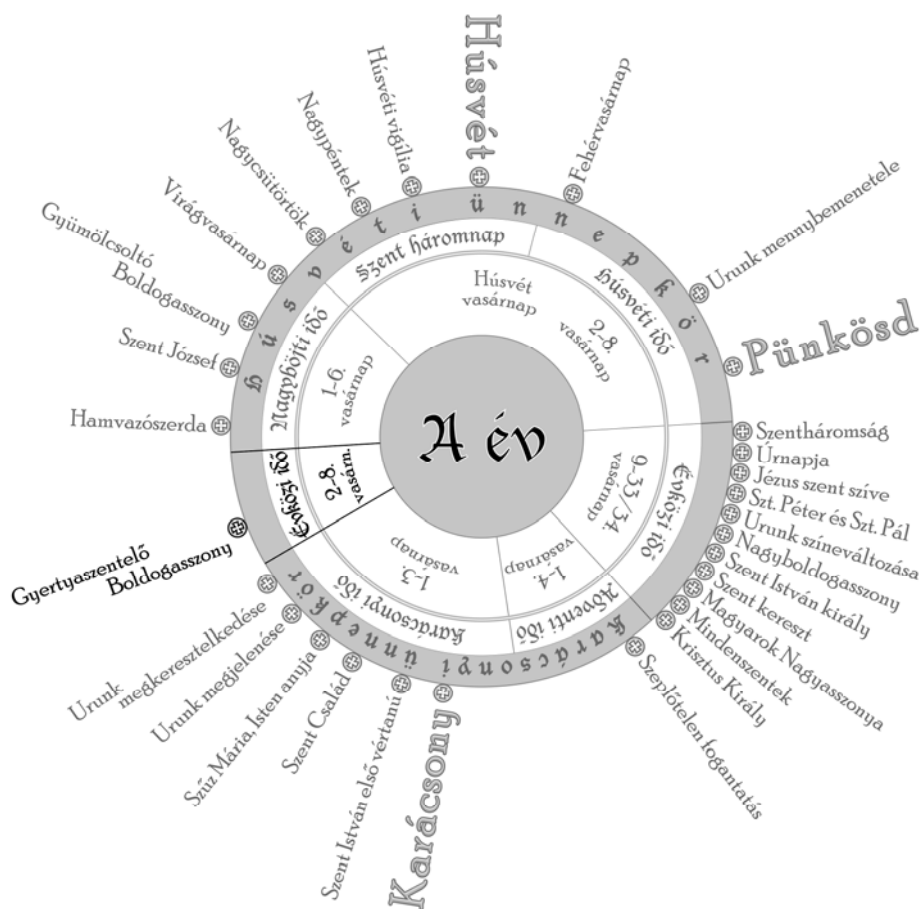 Húsvét
Fehérvasárnap
Urunk mennybemenetele
Pünkösd
Szentháromság
Úrnapja
Jézus szent szíve
Szt. Péter és Szt. Pál
Urunk színeváltozása
Nagyboldogasszony
Szent István király
Szent kereszt
Magyarok Nagyasszonya
Mindenszentek
Krisztus Király
Szeplőtelen fogantatás
Karácsony
Szent István első vértanú
Szent Család
Szűz Mária, Isten anyja
Urunk megjelenése
Urunk
megkeresztelkedése
Gyertyaszentelő
Boldogasszony
Hamvazószerda
Szent József
Gyümölcsoltó
Boldogasszony
Virágvasárnap
Nagycsütörtök
Nagypéntek
Húsvéti vigília
Húsvéti ünnepkör
Karácsonyi ünnepkör
Szent háromnap
Húsvéti idő
Évközi idő
Adventi idő
Karácsonyi idő
Évközi idő
Nagyböjti idő
Húsvét
vasárnap
2-8.
vasárnap
9-33/34.
vasárnap
1-4.
vasárnap
1-3.
vasárnap
2-8.
vasárn.
1-6.
vasárnap
A év